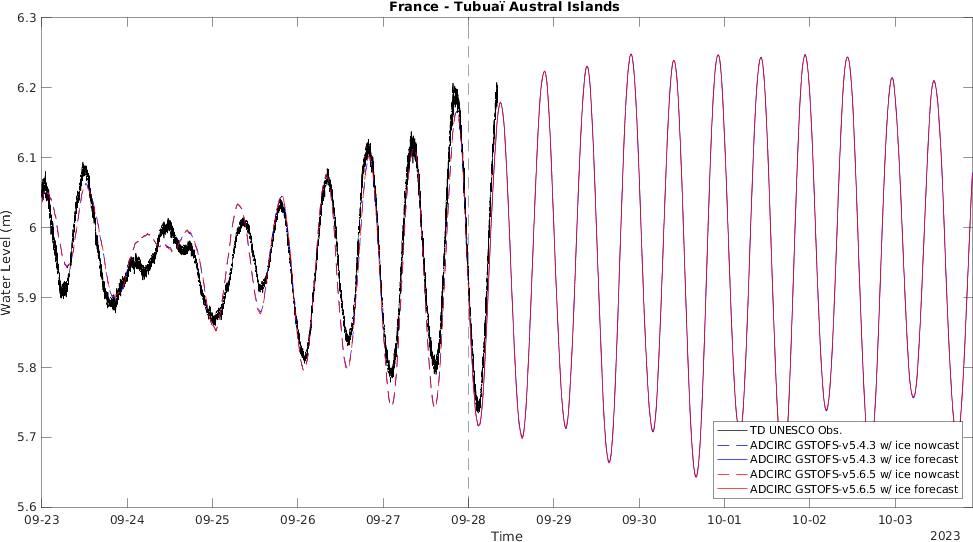 France - Tubuaï Austral Islands
6.3
6.2
6.1
6
5.9
5.8
5.7
5.6
Water Level (m)
TD UNESCO Obs.
ADCIRC GSTOFS-v5.4.3 w/ ice nowcast
ADCIRC GSTOFS-v5.4.3 w/ ice forecast
ADCIRC GSTOFS-v5.6.5 w/ ice nowcast
ADCIRC GSTOFS-v5.6.5 w/ ice forecast
09-23 09-24 09-25 09-26 09-27 09-28 09-29 09-30 10-01 10-02 10-03
Time
2023